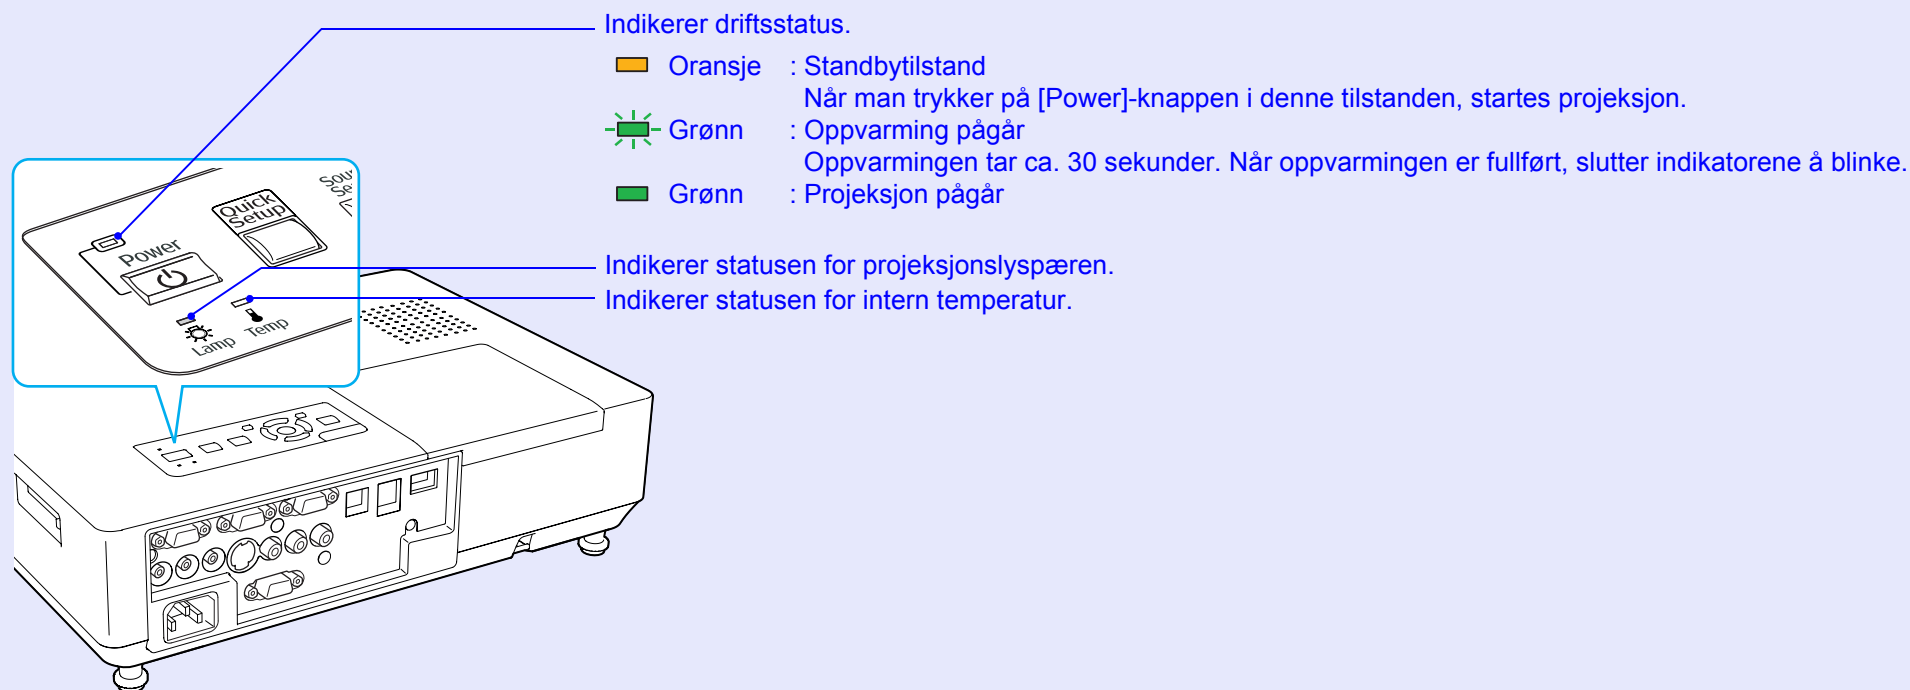 Indikerer driftsstatus.
Oransje : Standbytilstand
Når man trykker på [Power]-knappen i denne tilstanden, startes projeksjon.
Grønn : Oppvarming pågår
Oppvarmingen tar ca. 30 sekunder. Når oppvarmingen er fullført, slutter indikatorene å blinke.
Grønn : Projeksjon pågår
Indikerer statusen for projeksjonslyspæren.
Indikerer statusen for intern temperatur.
Quick
Setup
Power
Lamp Temp